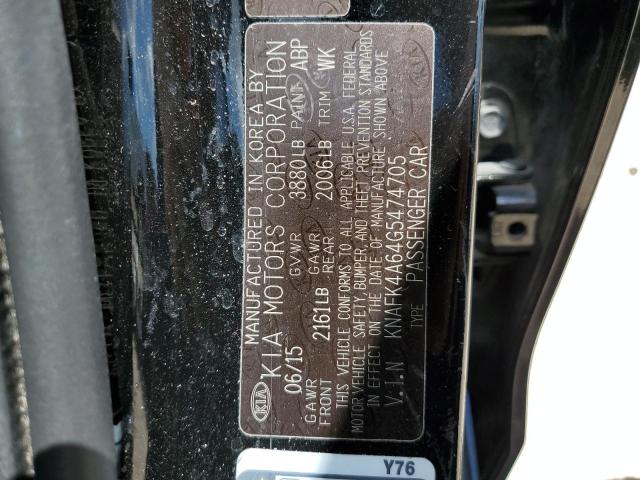 MANUFACTURED IN KOREA BY
KIA KIA MOTORS CORPORATION
06/15 GVWR 3880LB PAINT ABP
GAWR FRONT 2161LB GAWR REAR 2006LB TRIM WK
THIS VEHICLE CONFORMS TO ALL APPLICABLE U.S.A FEDERAL
MOTOR VEHICLE SAFETY, BUMPER, AND THEFT PREVENTION STANDARDS
IN EFFECT ON THE DATE OF MANUFACTURE SHOWN ABOVE
V.I.N KNAFK4A64G5474705
TYPE PASSENGER CAR
Y76